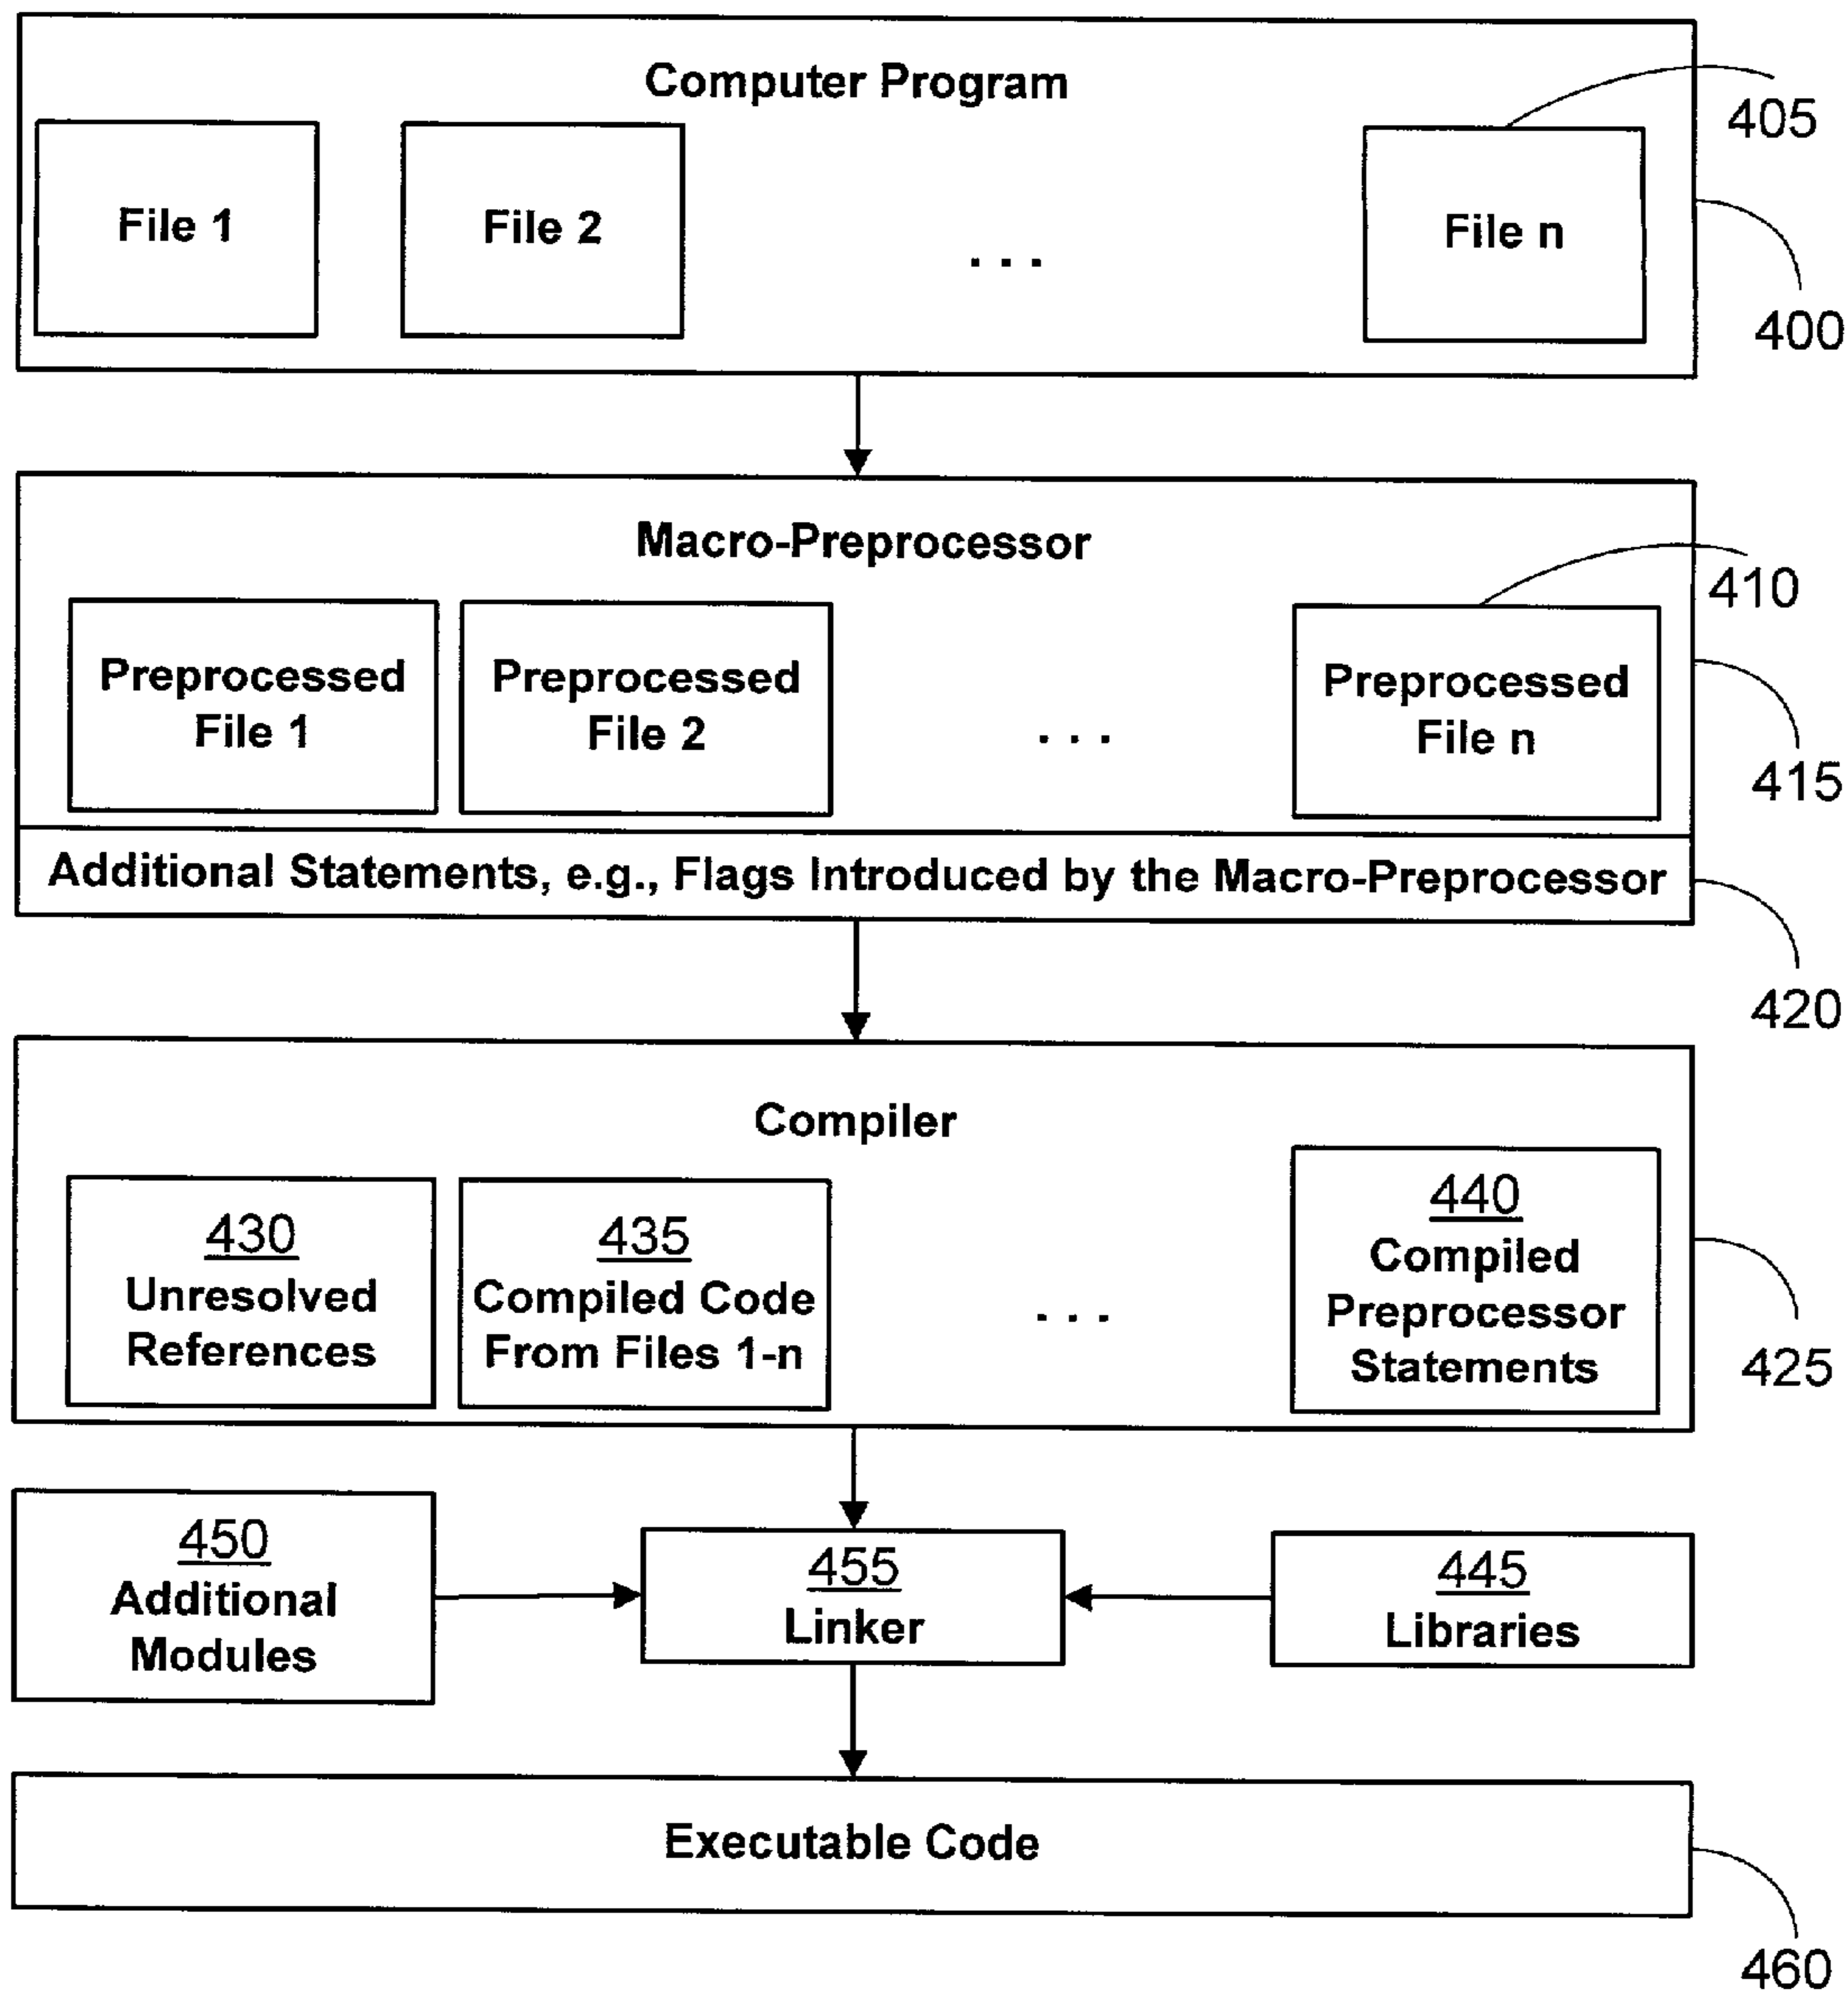 Computer Program
405
File 1
File 2
...
File n
400
Macro-Preprocessor
410
Preprocessed
File 1
Preprocessed
File 2
...
Preprocessed
File n
415
Additional Statements, e.g., Flags Introduced by the Macro-Preprocessor
420
Compiler
430
Unresolved
References
435
Compiled Code
From Files 1-n
...
440
Compiled
Preprocessor
Statements
425
450
Additional
Modules
455
Linker
445
Libraries
Executable Code
460